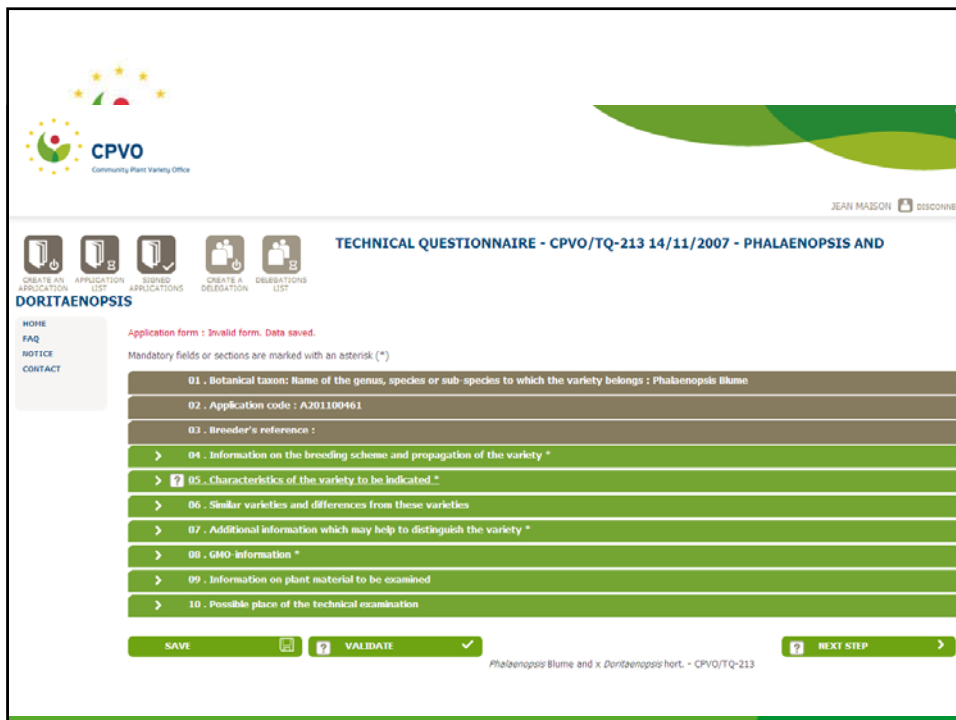 CPVO
Community Plant Variety Office
JEAN MAISON DISCONNE
TECHNICAL QUESTIONNAIRE - CPVO/TQ-213 14/11/2007 - PHALAENOPSIS AND
CREATE AN APPLICATION
APPLICATION LIST
SIGNED APPLICATIONS
CREATE A DELEGATION
DELEGATIONS LIST
DORITAENOPSIS
HOME
FAQ
NOTICE
CONTACT
Application form : Invalid form. Data saved.
Mandatory fields or sections are marked with an asterisk (*)
01 . Botanical taxon: Name of the genus, species or sub-species to which the variety belongs : Phalaenopsis Blume
02 . Application code : A201100461
03 . Breeder's reference :
04 . Information on the breeding scheme and propagation of the variety *
? 05 . Characteristics of the variety to be indicated *
06 . Similar varieties and differences from these varieties
07 . Additional information which may help to distinguish the variety *
08 . GMO-information *
09 . Information on plant material to be examined
10 . Possible place of the technical examination
SAVE
? VALIDATE
? NEXT STEP
Phalaenopsis Blume and x Doritaenopsis hort. - CPVO/TQ-213